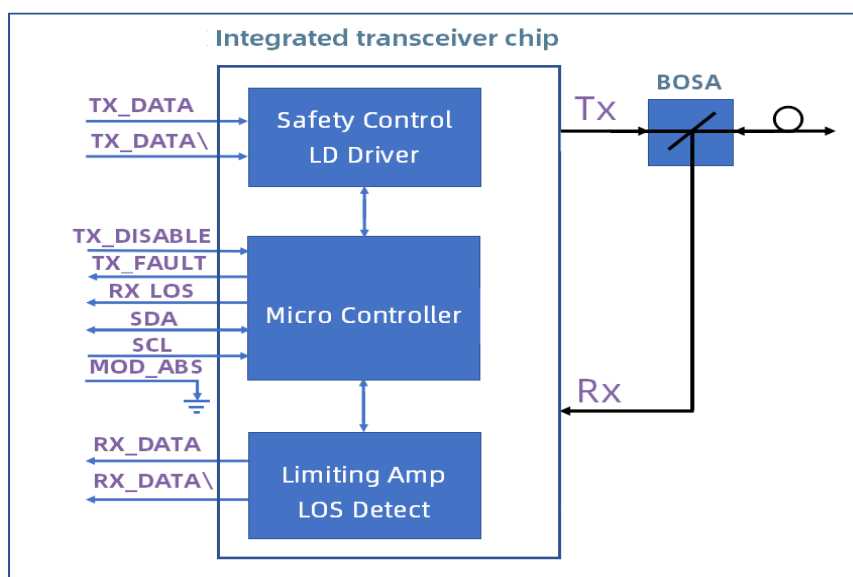 Integrated transceiver chip
BOSA
TX_DATA
TX_DATA\
Safety Control
LD Driver
Tx
TX_DISABLE
TX_FAULT
RX LOS
SDA
SCL
MOD_ABS
Micro Controller
Rx
RX_DATA
RX_DATA\
Limiting Amp
LOS Detect